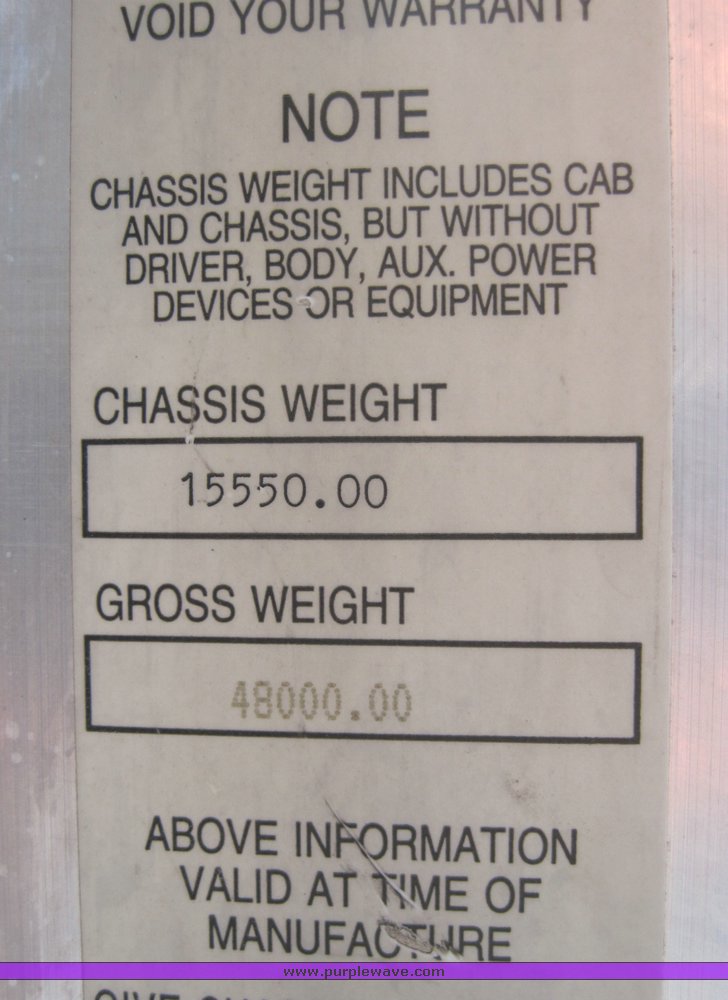 VOID YOUR WARRANTY
NOTE
CHASSIS WEIGHT INCLUDES CAB
AND CHASSIS, BUT WITHOUT
DRIVER, BODY, AUX. POWER
DEVICES OR EQUIPMENT
CHASSIS WEIGHT
15550.00
GROSS WEIGHT
48000.00
ABOVE INFORMATION
VALID AT TIME OF
MANUFACTURE
www.purplewave.com